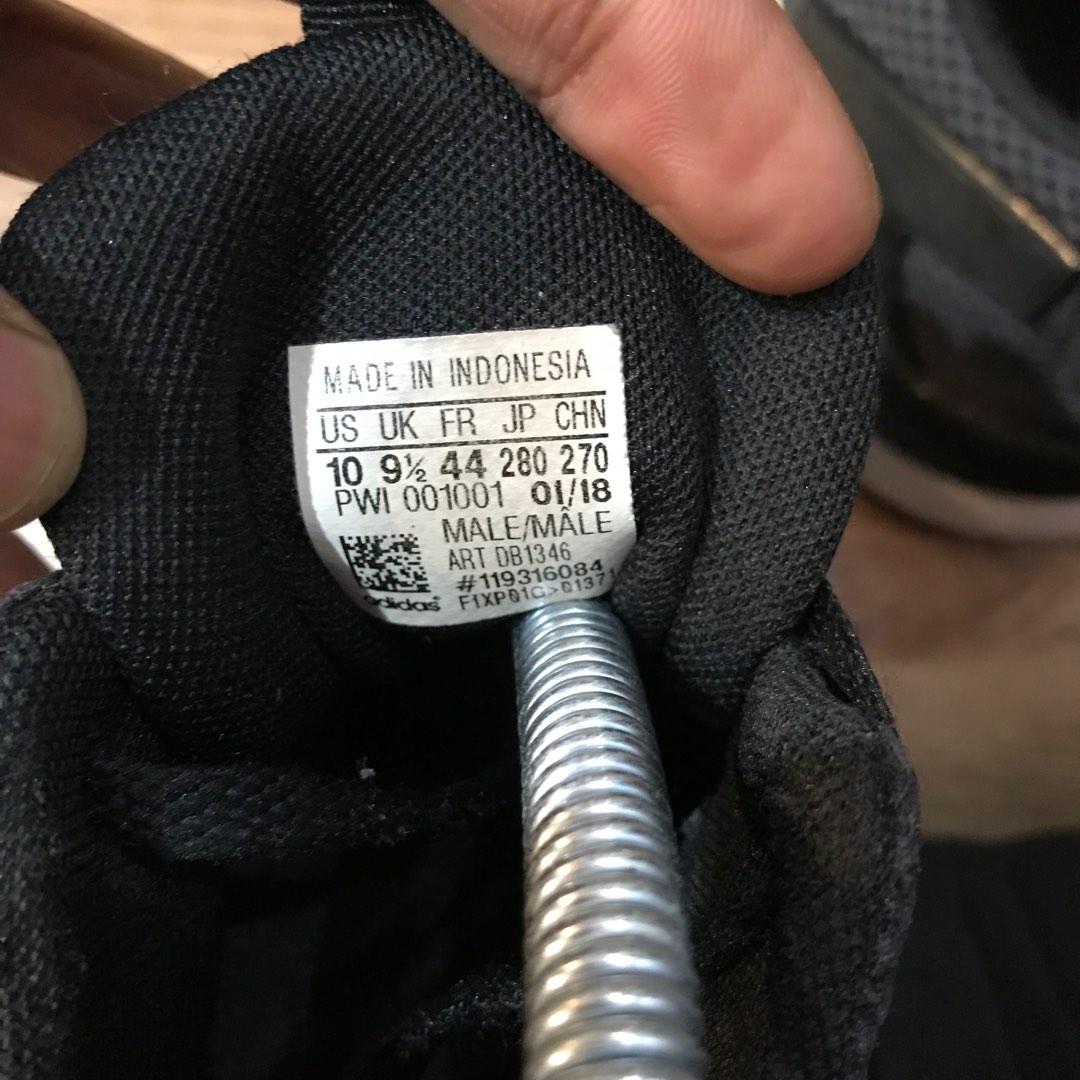 MADE IN INDONESIA
US UK FR JP CHN
10 9½ 44 280 270
PWI 001001 01/18
MALE/MÂLE
ART DB1346
#119316084
adidas